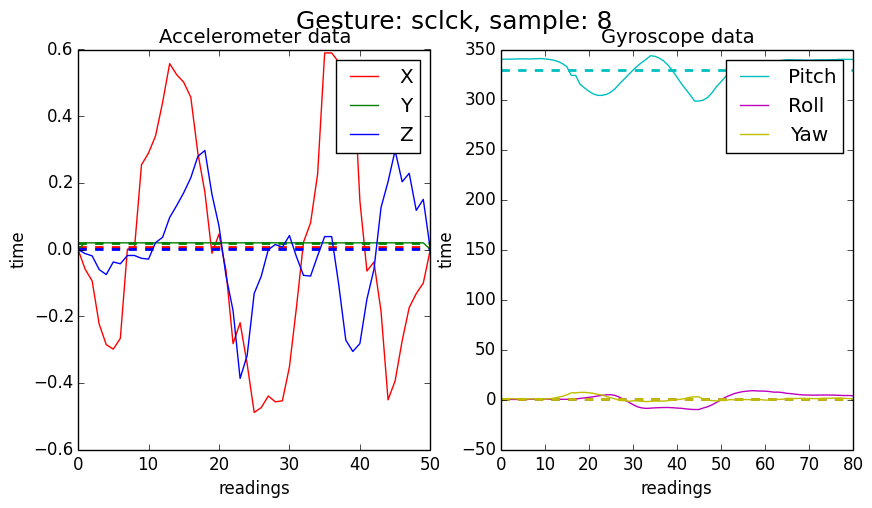 Gesture: sclck, sample: 8
Accelerometer data
0.6
0.4
0.2
0.0
−0.2
−0.4
−0.6
time
0 10 20 30 40 50
readings
X
Y
Z
Gyroscope data
350
300
250
200
150
100
50
0
−50
time
0 10 20 30 40 50 60 70 80
readings
Pitch
Roll
Yaw